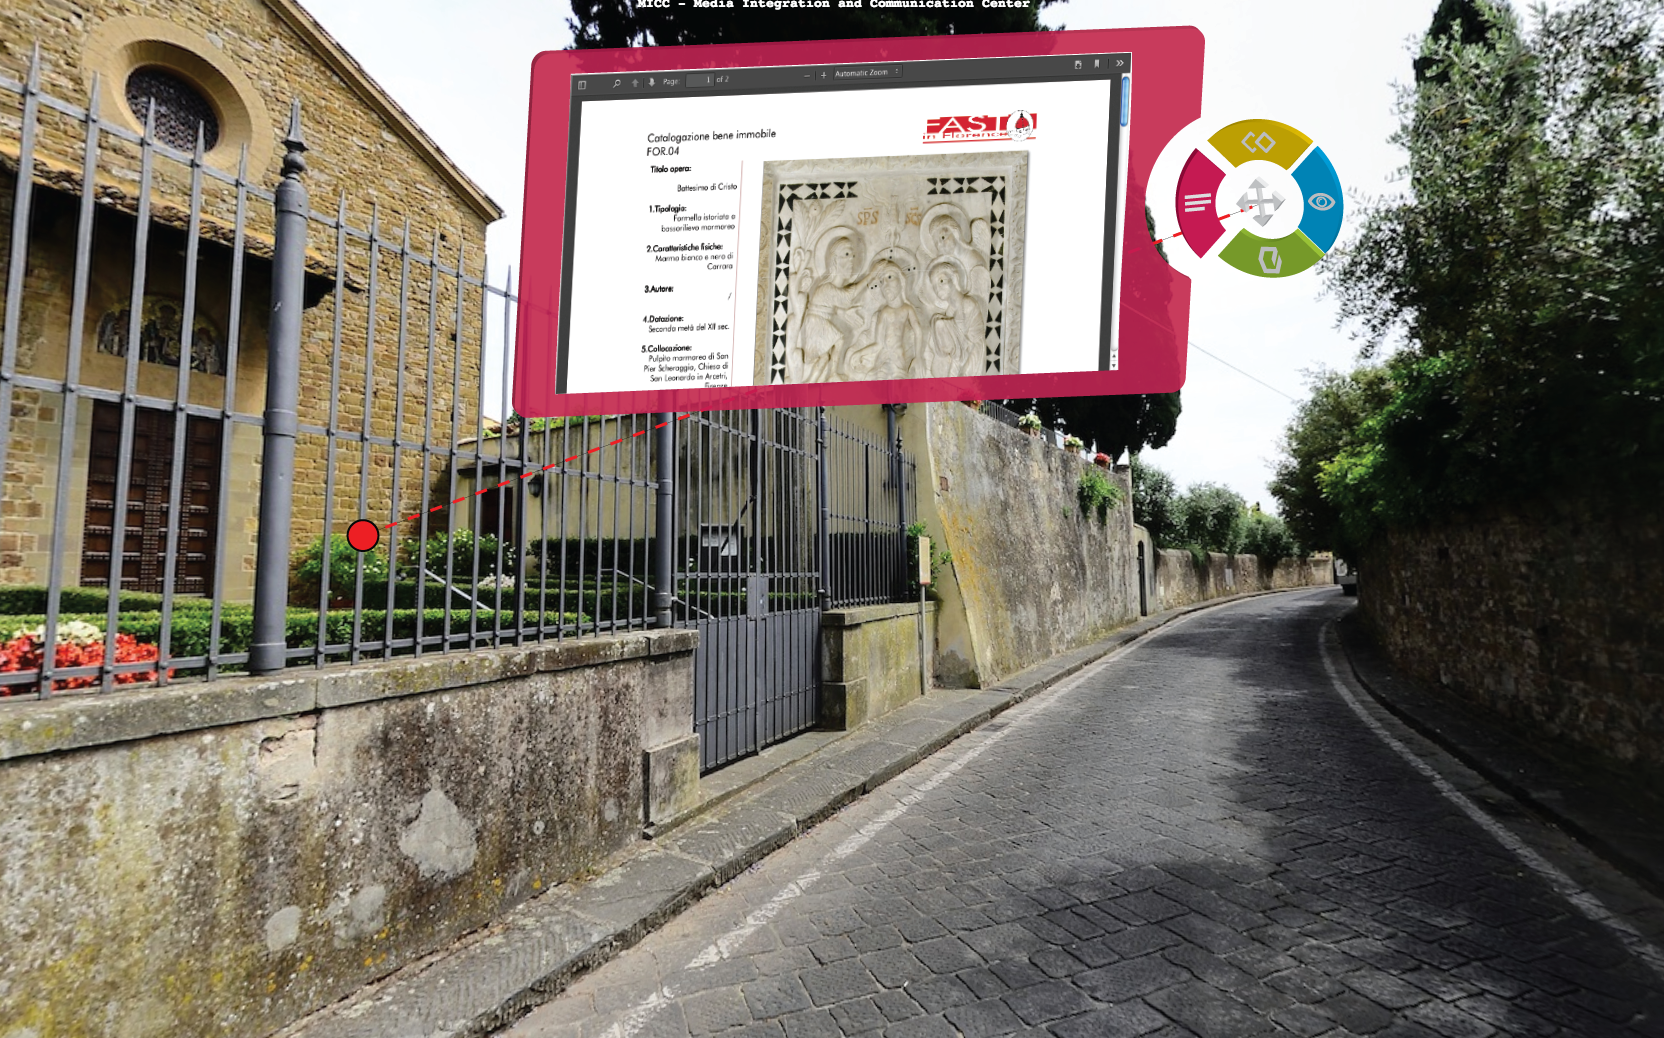 MICC - Media Integration and Communication Center
Page: 1 of 2
Automatic Zoom
Catalogazione bene immobile
FOR.04
FAST
in Florence
Titolo opera:
Battesimo di Cristo
1.Tipologia:
Formella istoriata e
bassorilievo marmoreo
2.Caratteristiche fisiche:
Marmo bianco e nero di
Carrara
3.Autore:
/
4.Datazione:
Seconda metà del XII sec.
5.Collocazione:
Pulpito marmoreo di San
Pier Scheraggio, Chiesa di
San Leonardo in Arcetri,
Firenze
SPS